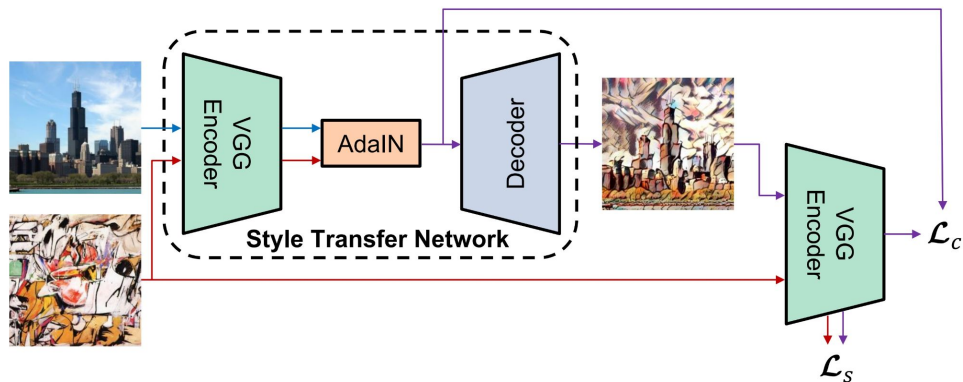 VGG
Encoder
AdaIN
Decoder
Style Transfer Network
VGG
Encoder
ℒc
ℒs